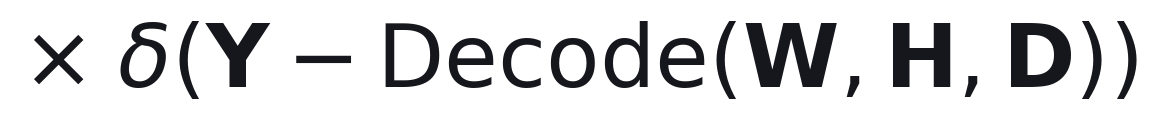 × δ(Y − Decode(W, H, D))